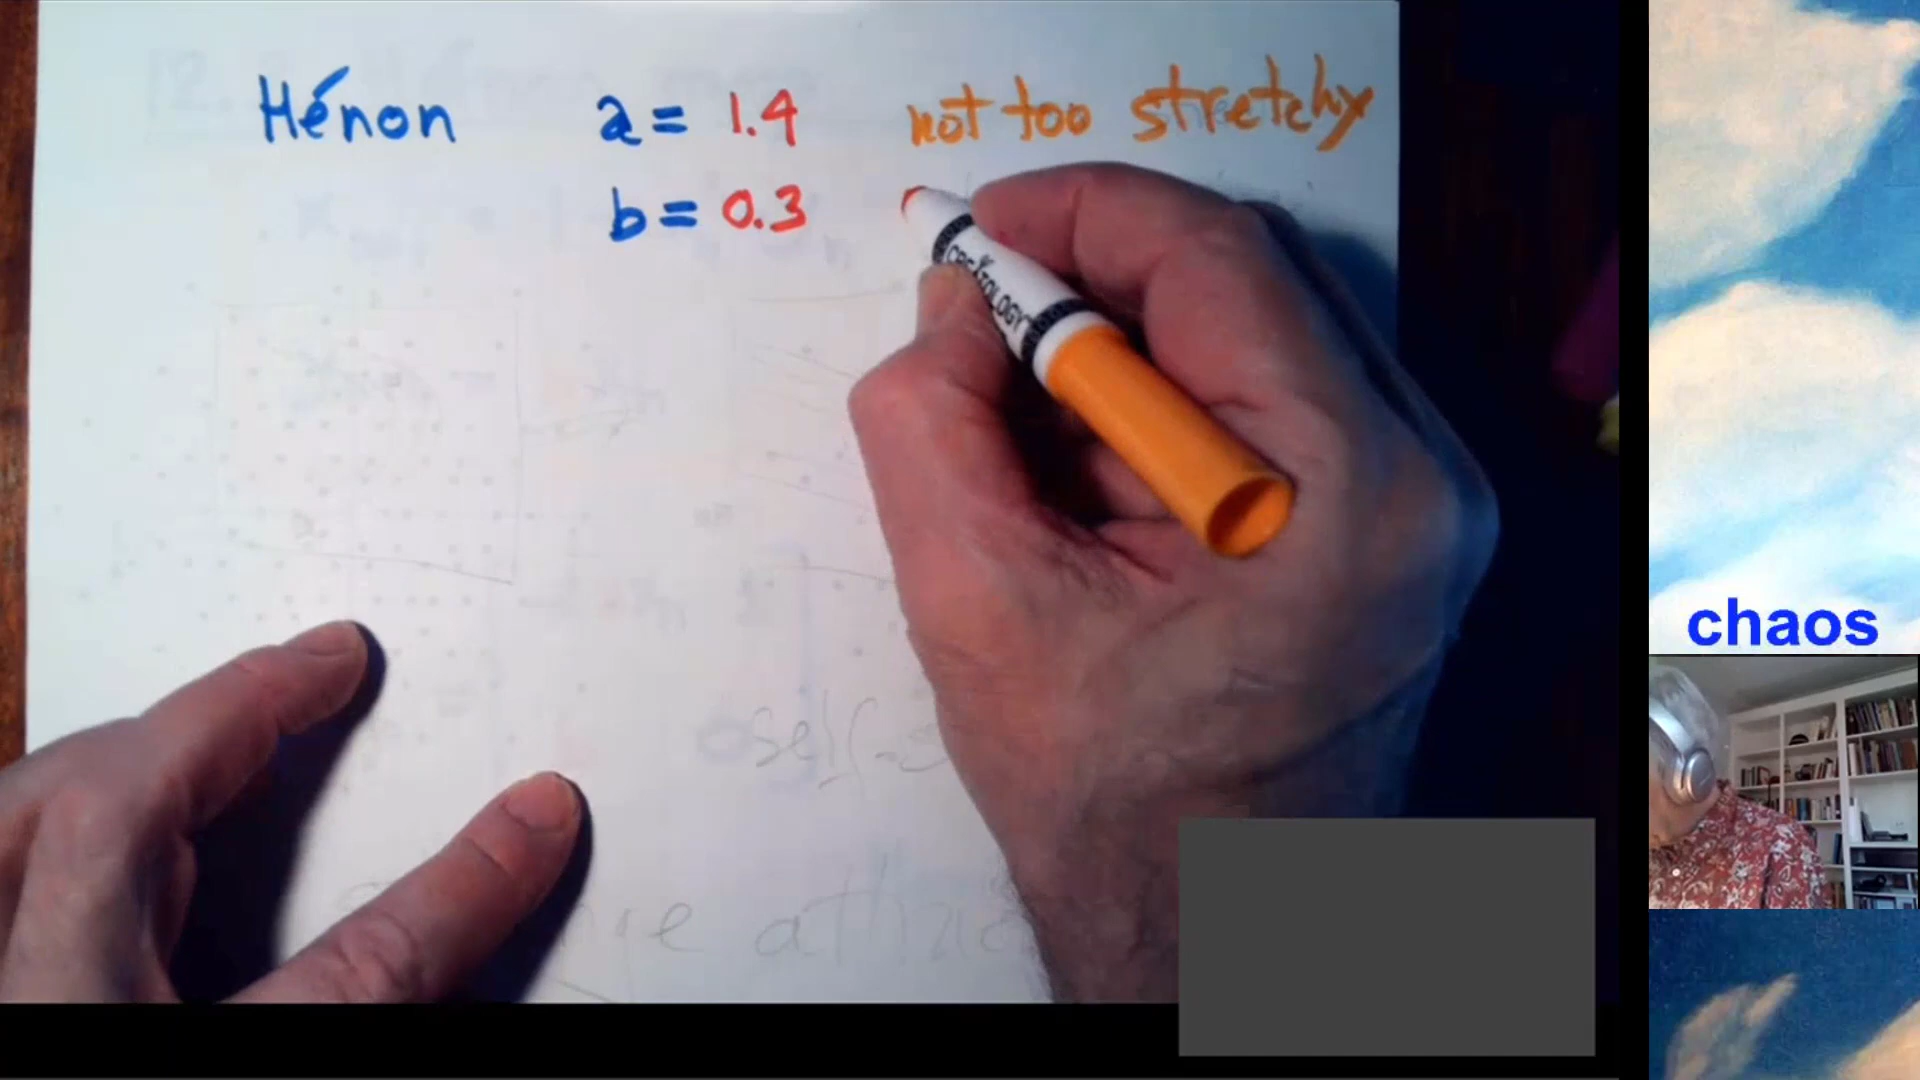 Hénon a = 1.4 not too stretchy
b = 0.3
chaos